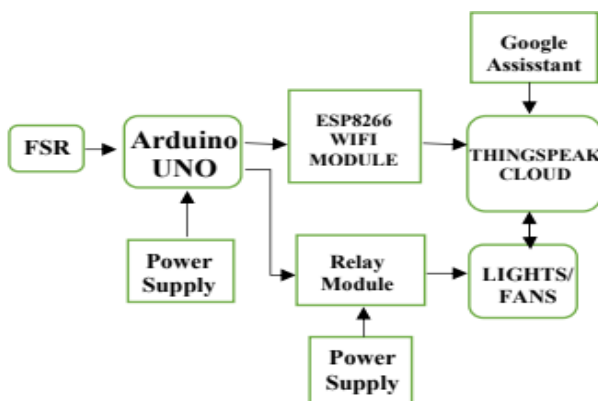 Google
Assisstant
FSR
Arduino
UNO
ESP8266
WIFI
MODULE
THINGSPEAK
CLOUD
Power
Supply
Relay
Module
LIGHTS/
FANS
Power
Supply